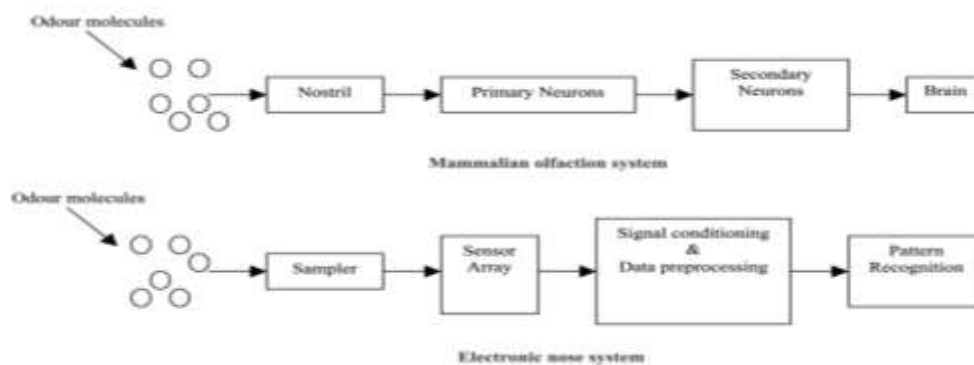 Odour molecules
Nostril
Primary Neurons
Secondary
Neurons
Brain
Mammalian olfaction system
Odour molecules
Sampler
Sensor
Array
Signal conditioning
&
Data preprocessing
Pattern
Recognition
Electronic nose system